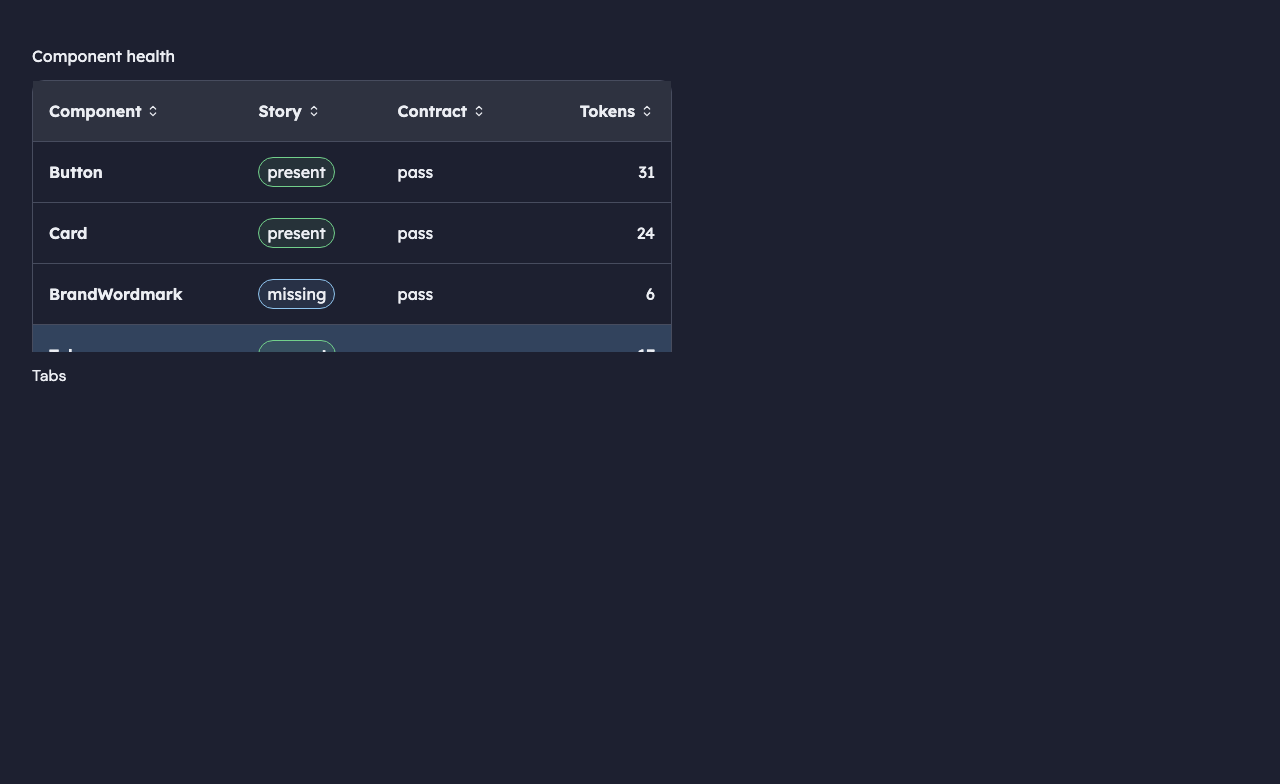 Component health
Component Story Contract Tokens
Button present pass 31
Card present pass 24
BrandWordmark missing pass 6
Tabs